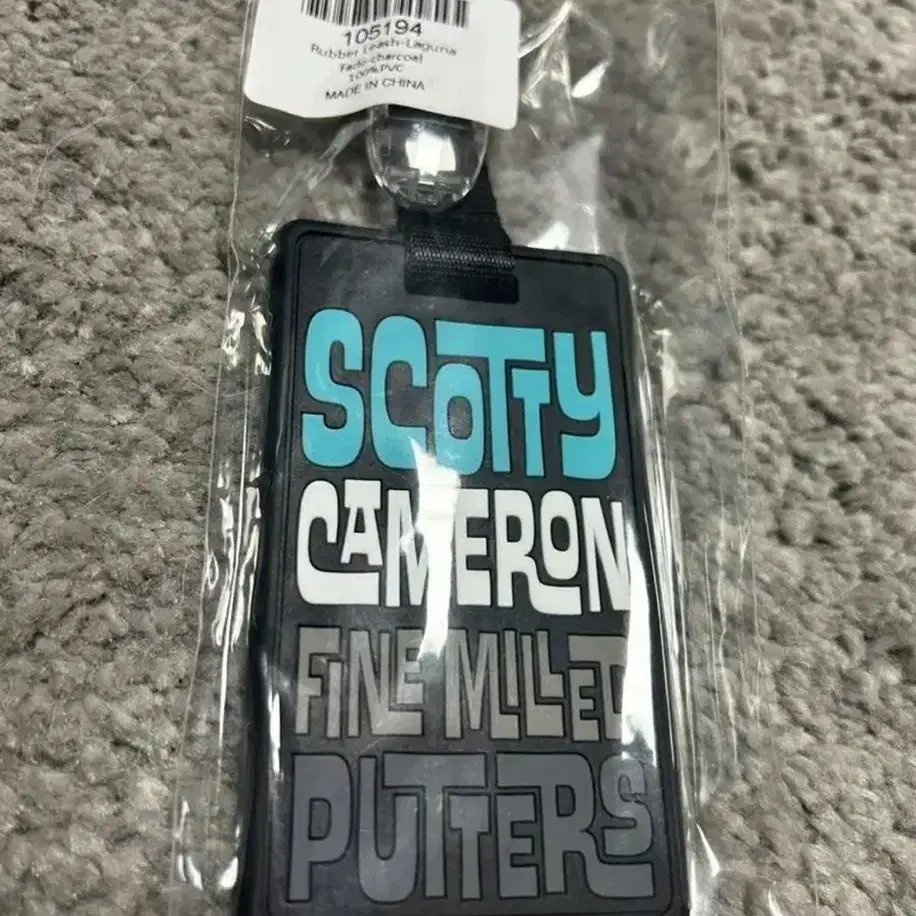 105194
Rubber Leash-Laguna
Fade-charcoal
100%PVC
MADE IN CHINA
SCOTTY
CAMERON
FINE MILLED
PUTTERS